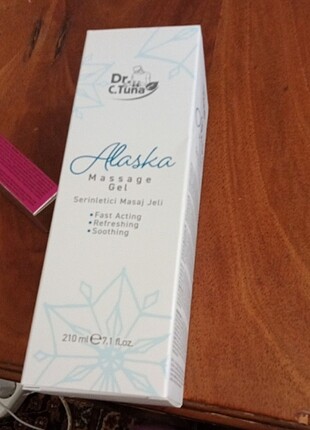 Dr.
C.Tuna
Alaska
Massage
Gel
Serinletici Masaj Jeli
• Fast Acting
• Refreshing
• Soothing
210 ml ℮ 7.1 fl.oz.